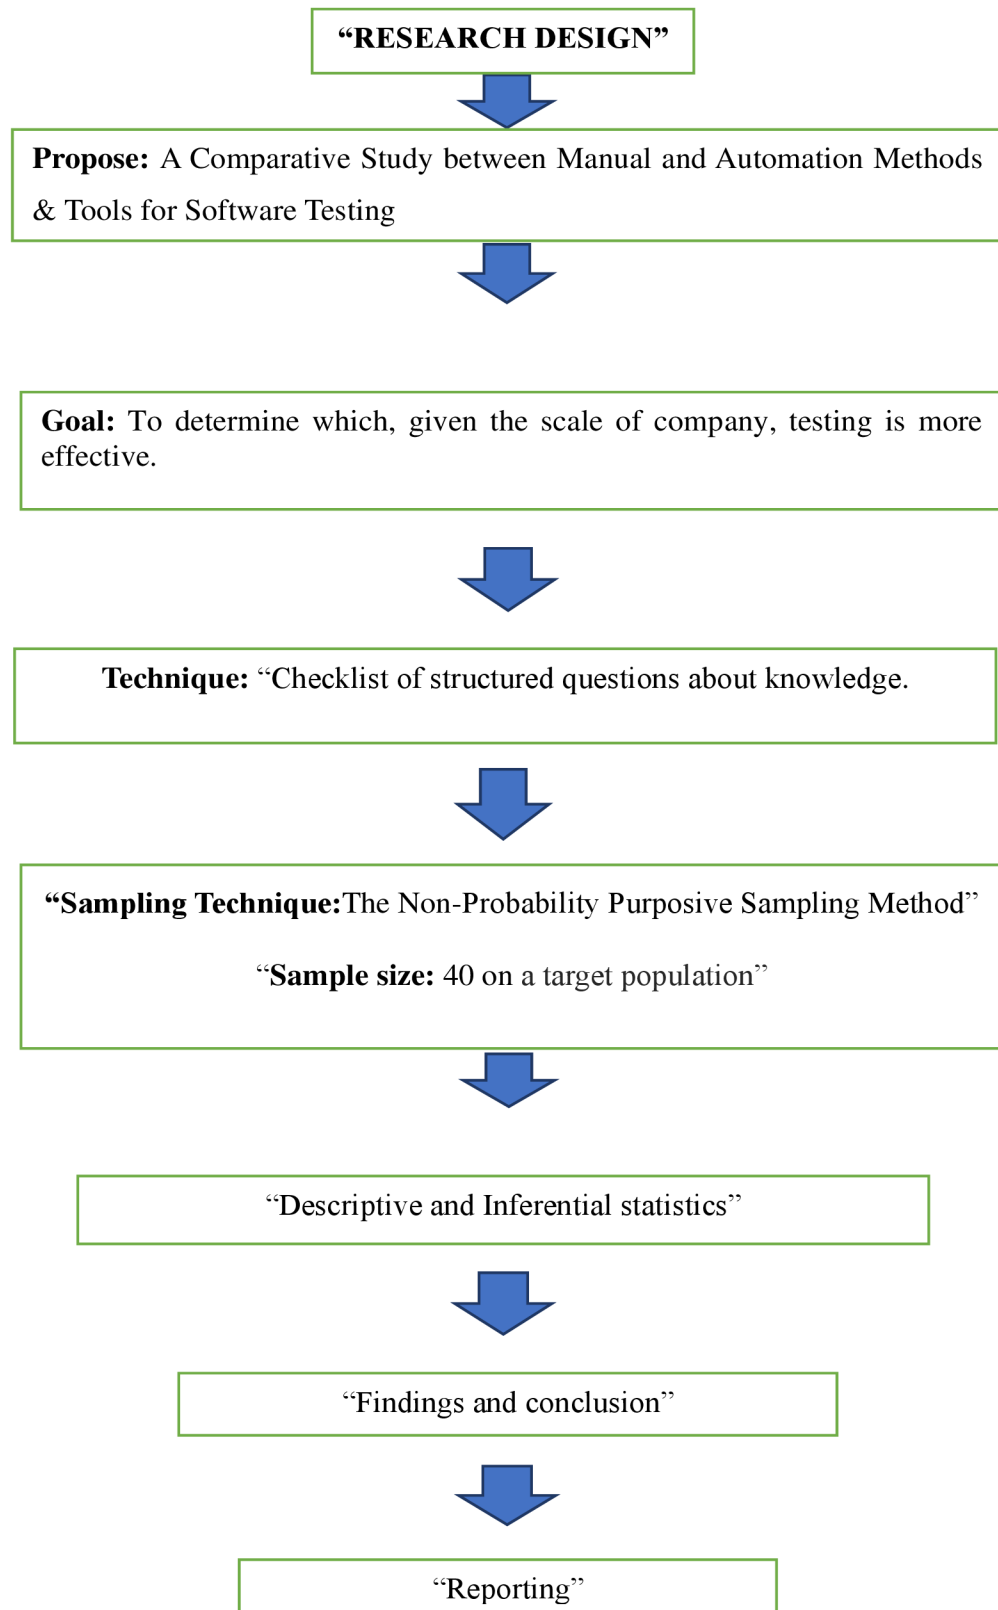 “RESEARCH DESIGN”
Propose: A Comparative Study between Manual and Automation Methods
& Tools for Software Testing
Goal: To determine which, given the scale of company, testing is more
effective.
Technique: “Checklist of structured questions about knowledge.
“Sampling Technique:The Non-Probability Purposive Sampling Method”
“Sample size: 40 on a target population”
“Descriptive and Inferential statistics”
“Findings and conclusion”
“Reporting”